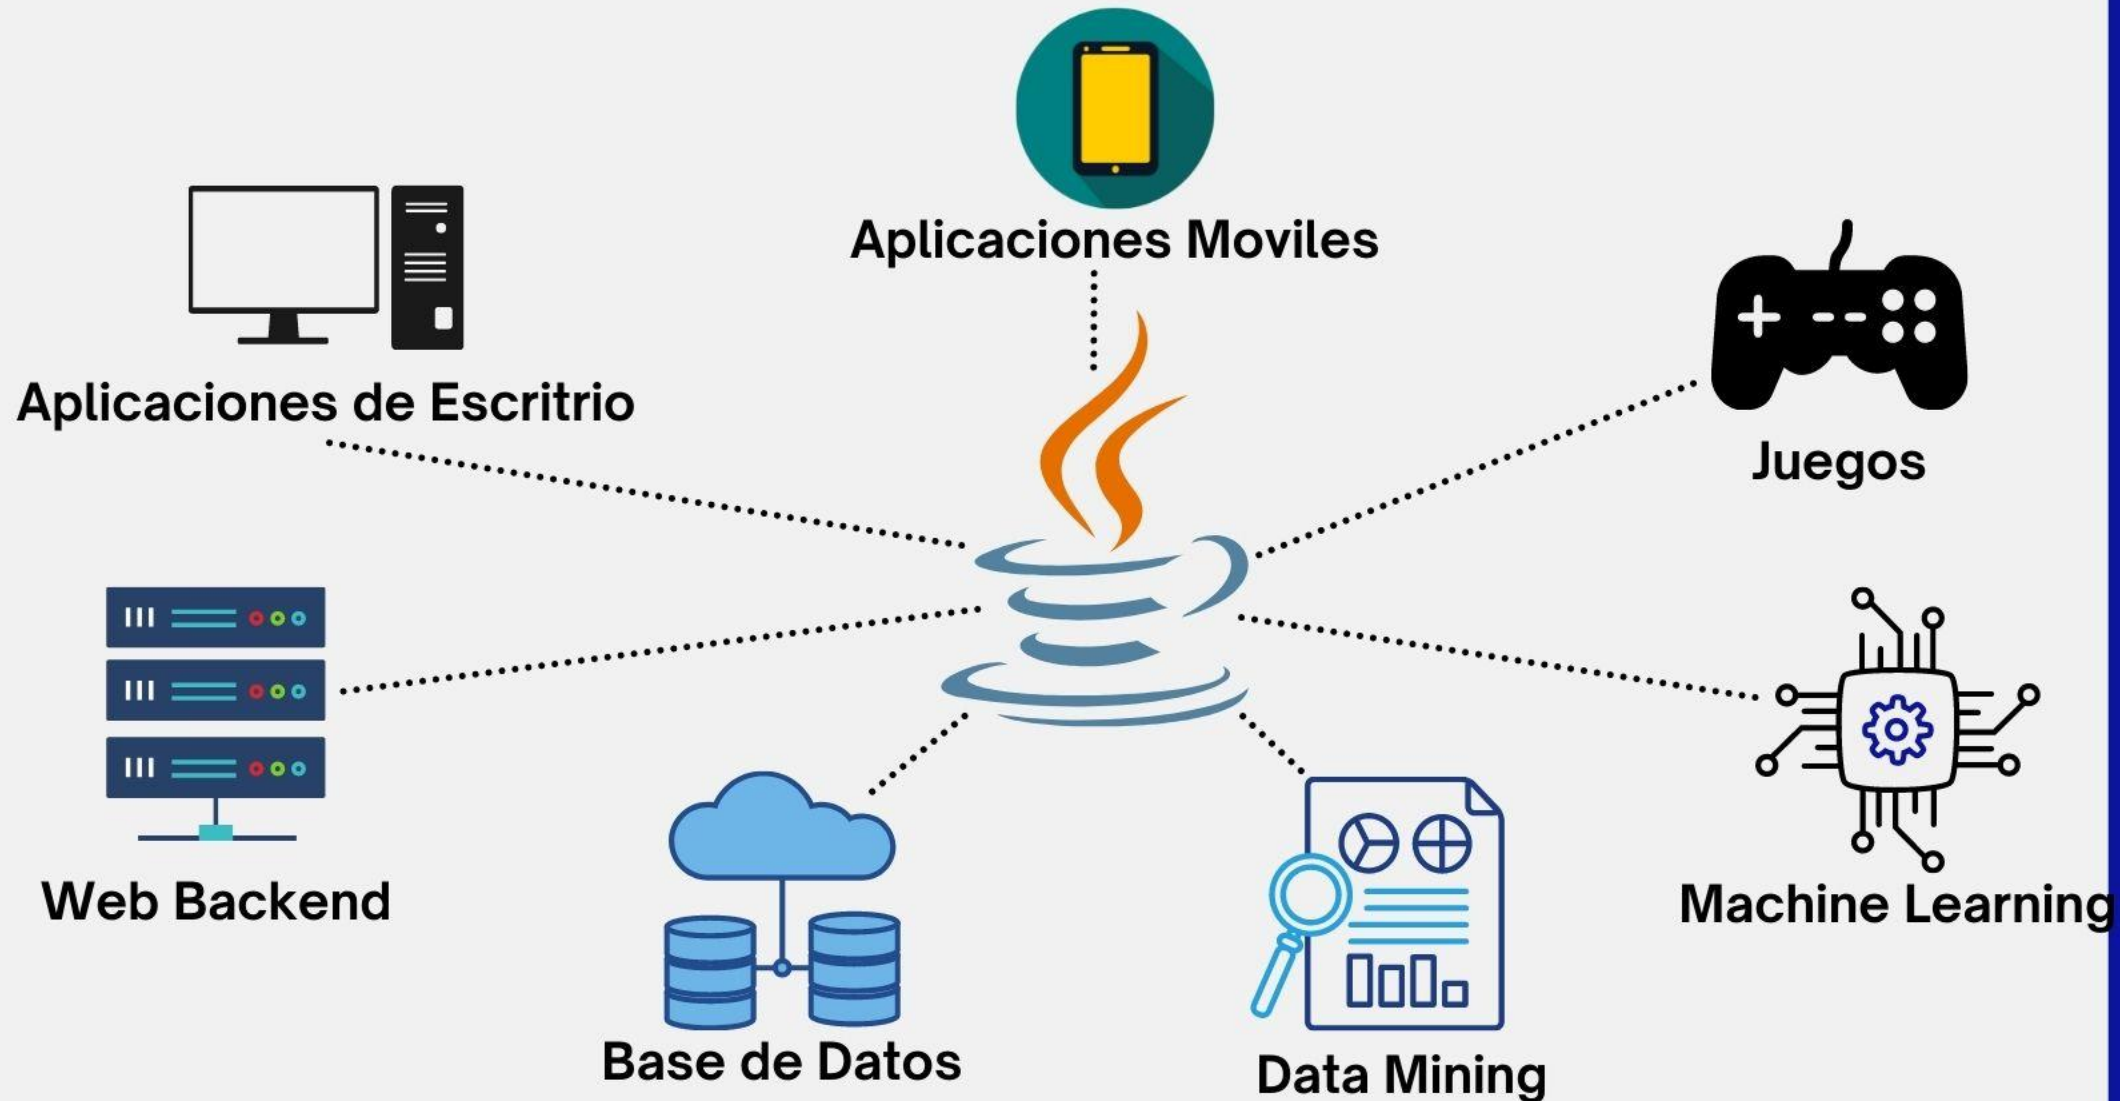 Aplicaciones Moviles
Aplicaciones de Escritrio
Juegos
Web Backend
Machine Learning
Base de Datos
Data Mining